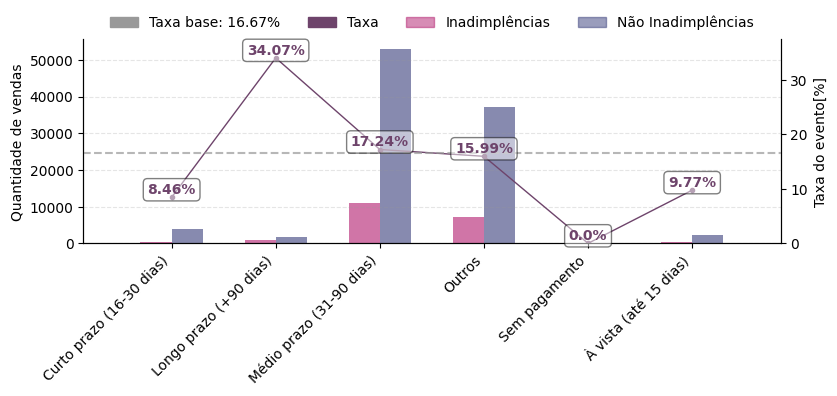 Taxa base: 16.67%
Taxa
Inadimplências
Não Inadimplências
Quantidade de vendas
50000
40000
30000
20000
10000
0
8.46%
34.07%
17.24%
15.99%
0.0%
9.77%
30
20
10
0
Taxa do evento[%]
Curto prazo (16-30 dias)
Longo prazo (+90 dias)
Médio prazo (31-90 dias)
Outros
Sem pagamento
À vista (até 15 dias)